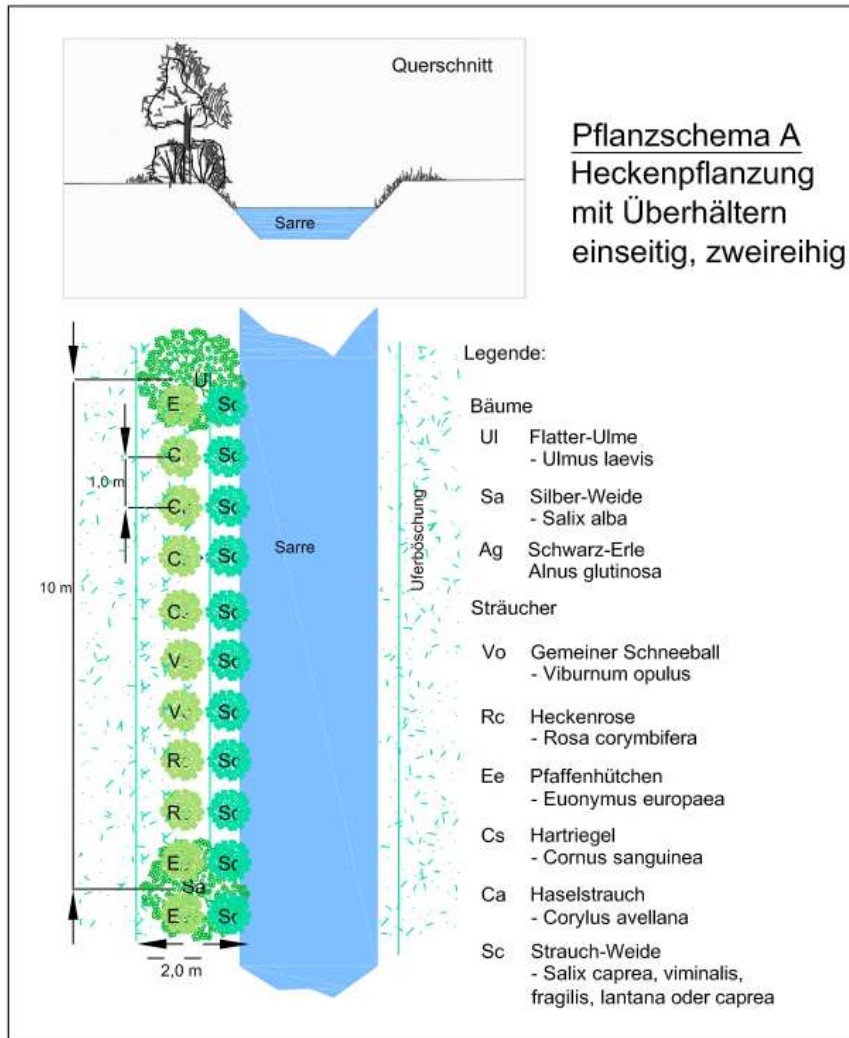 Querschnitt
Sarre
Pflanzschema A
Heckenpflanzung
mit Überhältern
einseitig, zweireihig
Ul
E Sc
C Sc
1,0 m
C Sc
C Sc
10 m
C Sc
V Sc
V Sc
R Sc
R Sc
E Sc
Sa
E Sc
2,0 m
Sarre
Uferböschung
Legende:
Bäume
Ul Flatter-Ulme
- Ulmus laevis
Sa Silber-Weide
- Salix alba
Ag Schwarz-Erle
Alnus glutinosa
Sträucher
Vo Gemeiner Schneeball
- Viburnum opulus
Rc Heckenrose
- Rosa corymbifera
Ee Pfaffenhütchen
- Euonymus europaea
Cs Hartriegel
- Cornus sanguinea
Ca Haselstrauch
- Corylus avellana
Sc Strauch-Weide
- Salix caprea, viminalis,
fragilis, lantana oder caprea